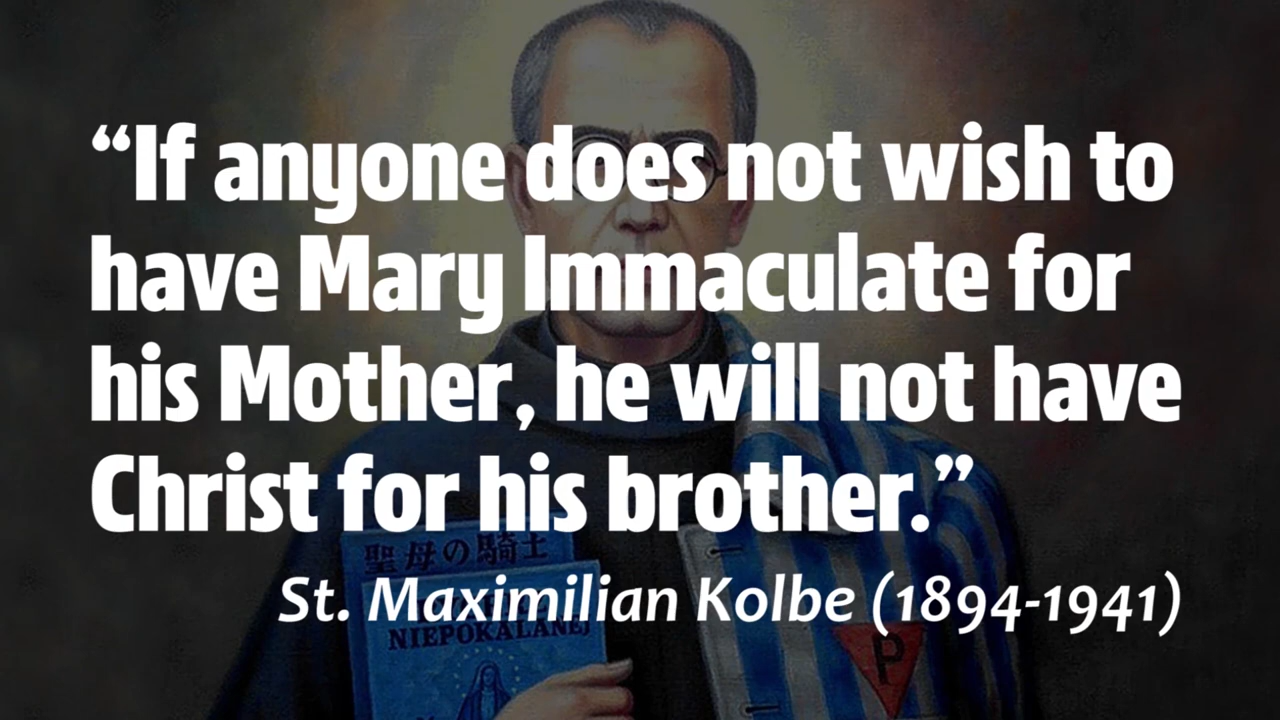 “If anyone does not wish to
have Mary Immaculate for
his Mother, he will not have
Christ for his brother.”
聖母の騎士
St. Maximilian Kolbe (1894-1941)
NIEPOKALANEJ
P